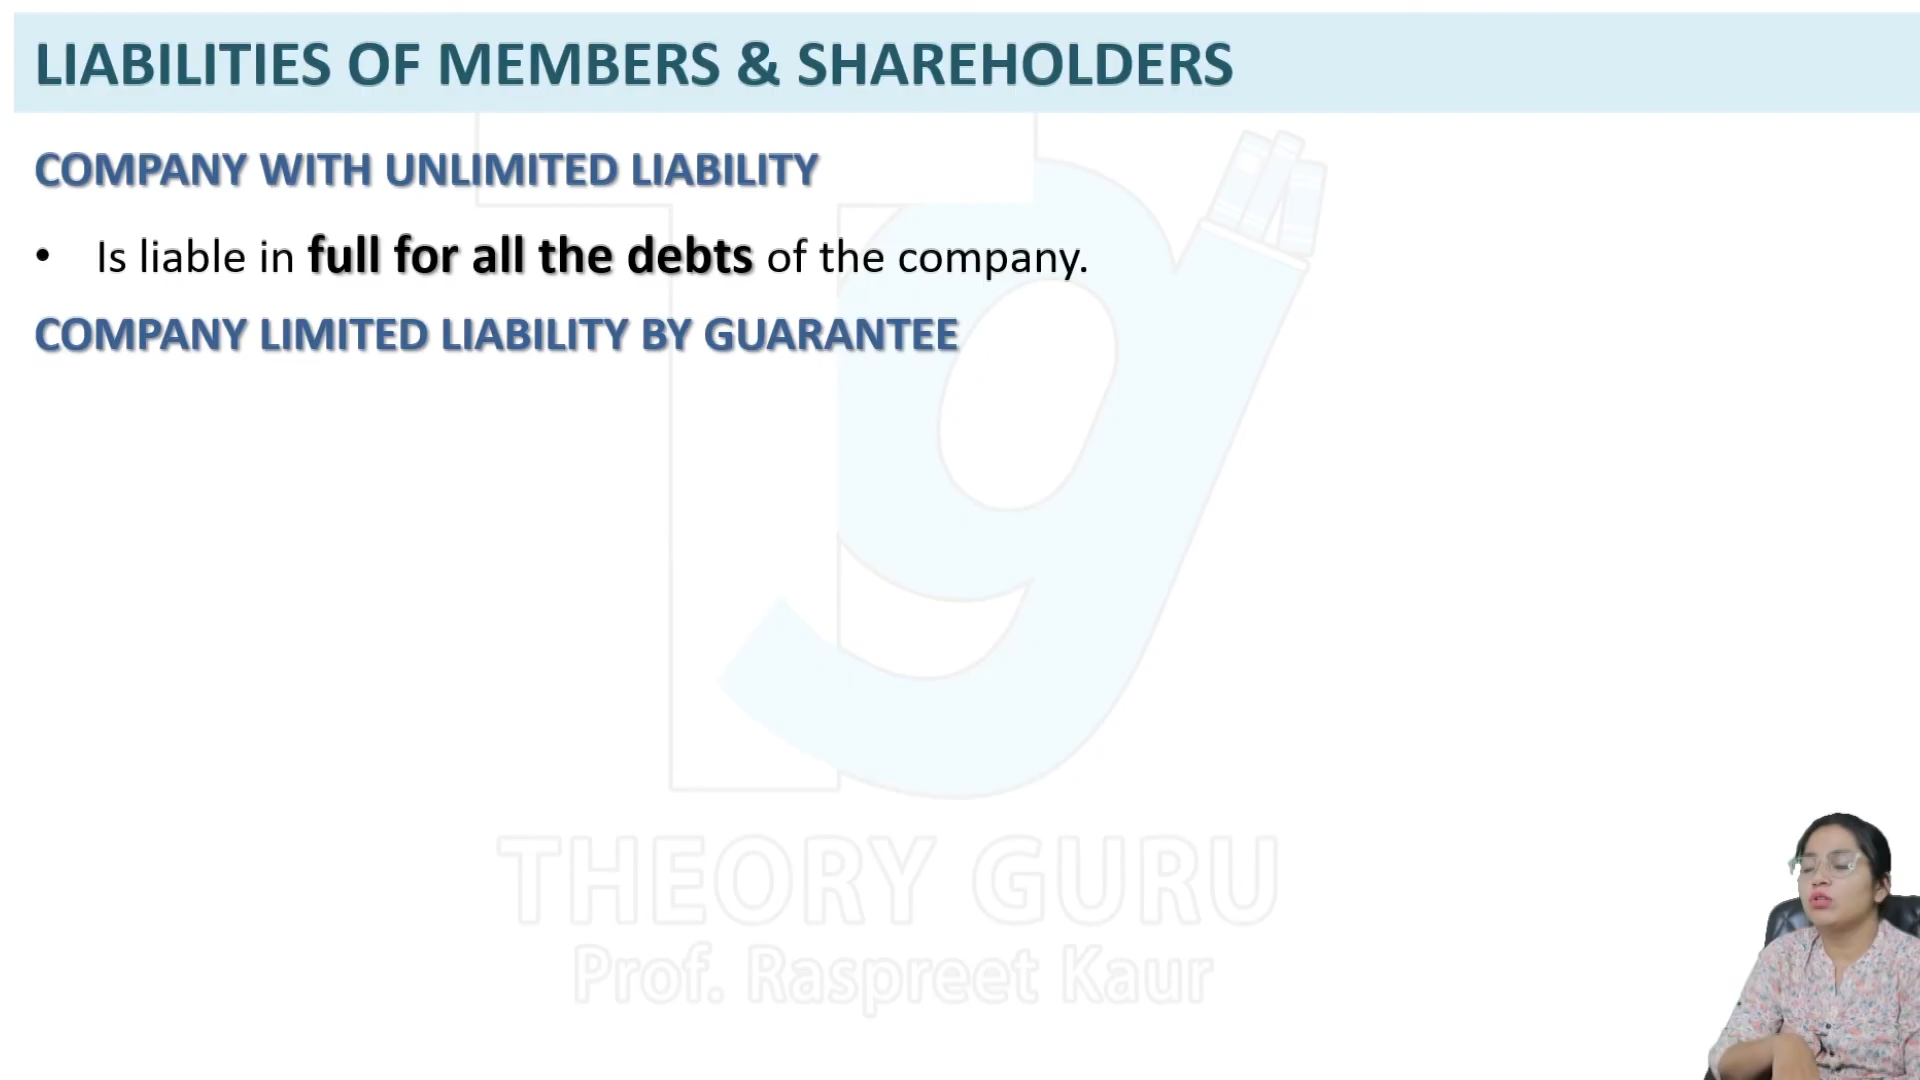 LIABILITIES OF MEMBERS & SHAREHOLDERS
COMPANY WITH UNLIMITED LIABILITY
• Is liable in full for all the debts of the company.
COMPANY LIMITED LIABILITY BY GUARANTEE
Tg
THEORY GURU
Prof. Raspreet Kaur